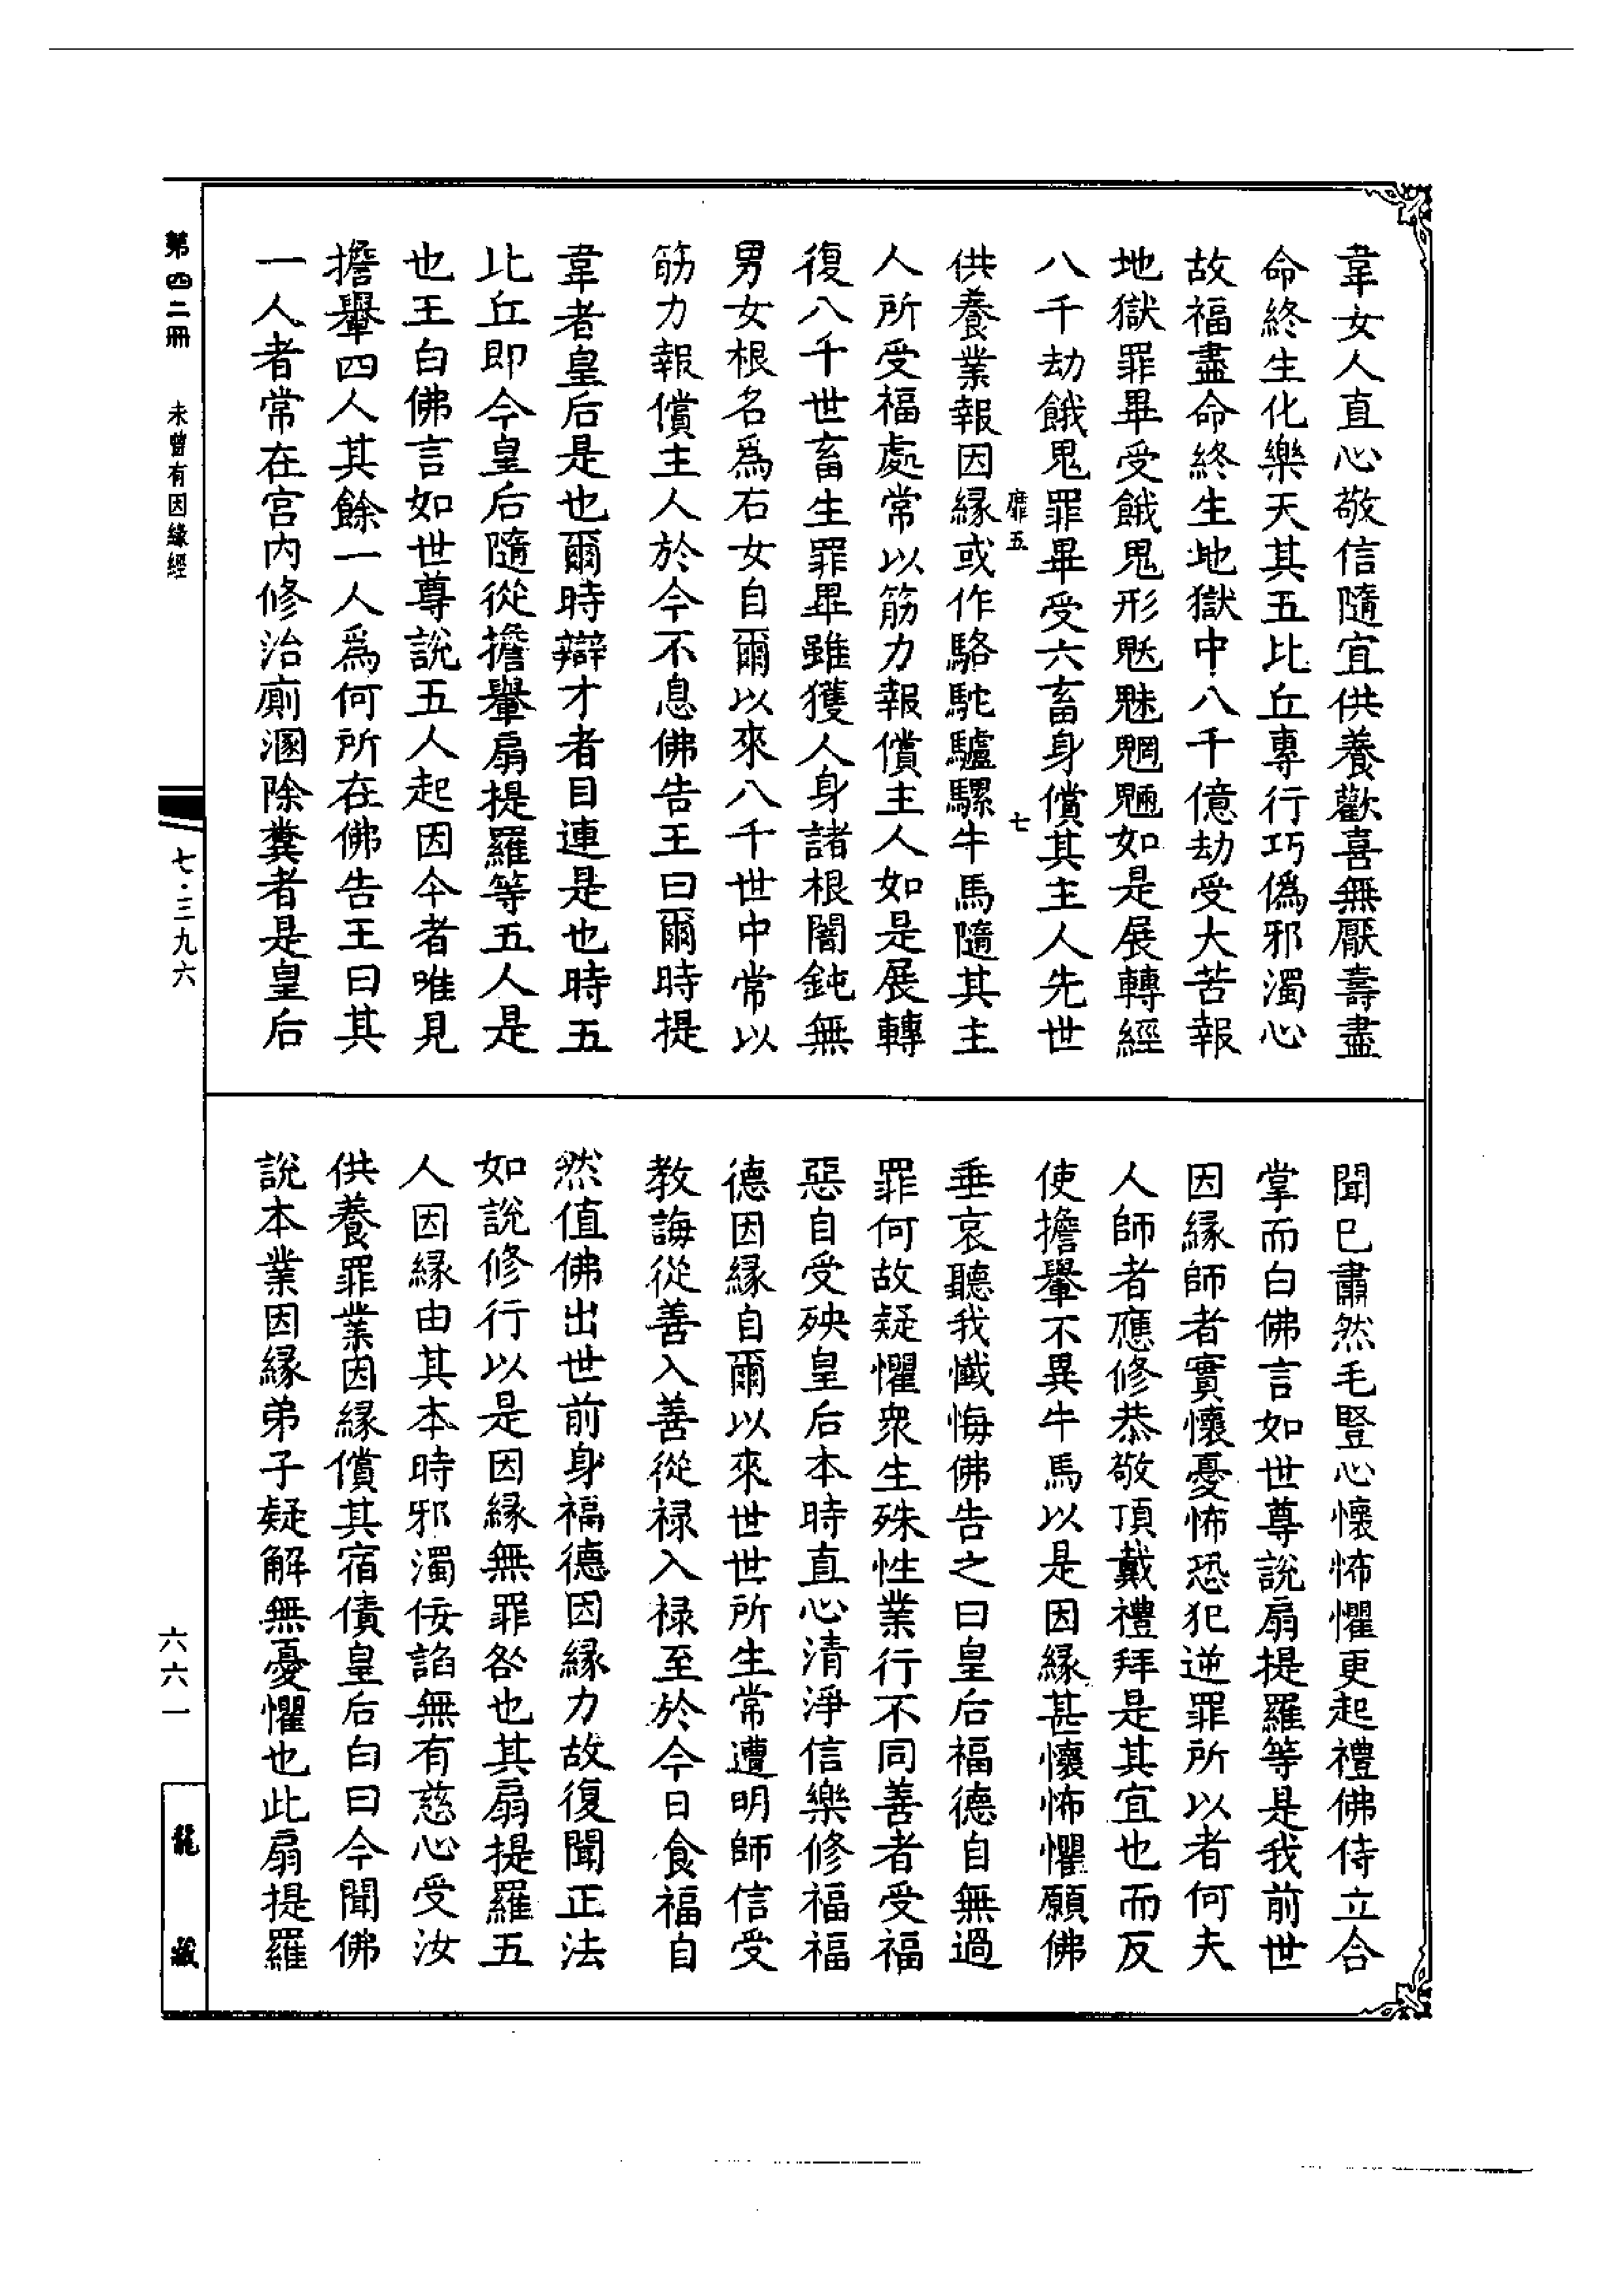 韋女人直心敬信隨宜供養歡喜無厭壽盡
命終生化樂天其五比丘專行巧偽邪濁心
故福盡命終生地獄中八千億劫受大苦報
地獄罪畢受餓鬼形魃魅魍魎如是展轉經
八千劫餓鬼罪畢受六畜身償其主人先世
靡五
七
供養業報因緣或作駱駝驢騾牛馬隨其主
人所受福處常以筋力報償主人如是展轉
復八千世畜生罪畢雖獲人身諸根闇鈍無
男女根名為石女自爾以來八千世中常以
筋力報償主人於今不息佛告王曰爾時提
韋者皇后是也爾時辯才者目連是也時五
比丘即今皇后隨從擔轝扇提羅等五人是
也王白佛言如世尊說五人起因今者唯見
擔轝四人其餘一人為何所在佛告王曰其
一人者常在宮內修治廁溷除糞者是皇后
聞已肅然毛豎心懷怖懼更起禮佛侍立合
掌而白佛言如世尊說扇提羅等是我前世
因緣師者實懷憂怖恐犯逆罪所以者何夫
人師者應修恭敬頂戴禮拜是其宜也而反
使擔轝不異牛馬以是因緣甚懷怖懼願佛
垂哀聽我懺悔佛告之曰皇后福德自無過
罪何故疑懼眾生殊性業行不同善者受福
惡自受殃皇后本時直心清淨信樂修福福
德因緣自爾以來世世所生常遭明師信受
教誨從善入善從祿入祿至於今日食福自
然值佛出世前身福德因緣力故復聞正法
如說修行以是因緣無罪咎也其扇提羅五
人因緣由其本時邪濁佞諂無有慈心受汝
供養罪業因緣償其宿債皇后白曰今聞佛
說本業因緣弟子疑解無憂懼也此扇提羅
第四二冊
未曾有因緣經
七·三九六
六六一
龍藏